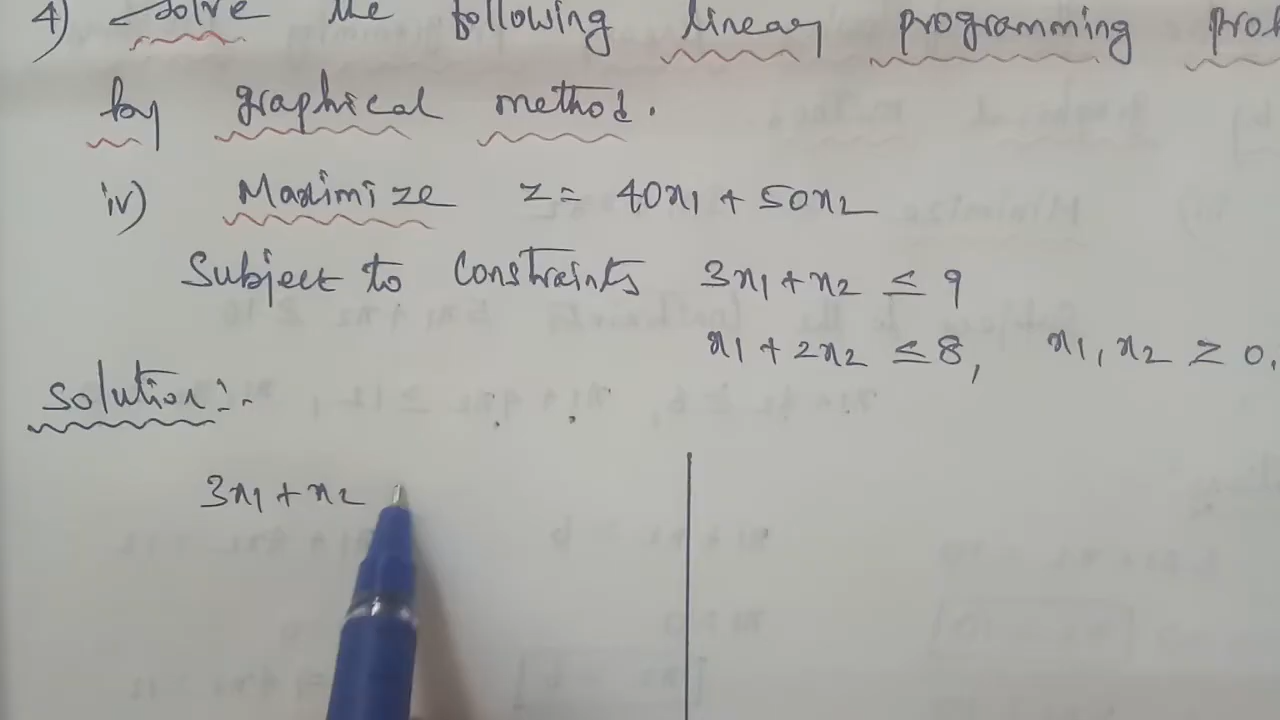 4) Solve the following linear programming
by graphical method.
iv) Maximize z = 40x₁ + 50x₂
Subject to constraints 3x₁ + x₂ ≤ 9
x₁ + 2x₂ ≤ 8, x₁, x₂ ≥ 0.
Solution:-
3x₁ + x₂